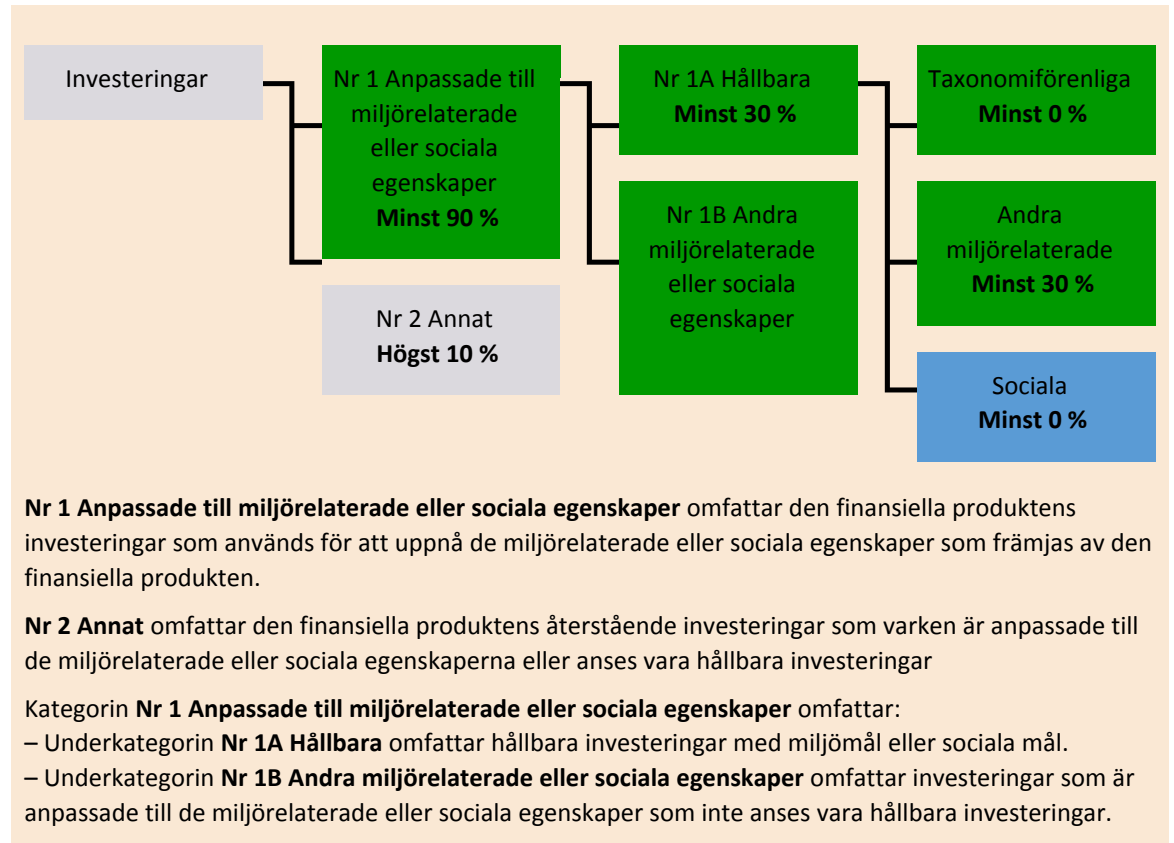 Investeringar
Nr 1 Anpassade till
miljörelaterade
eller sociala
egenskaper
Minst 90 %
Nr 2 Annat
Högst 10 %
Nr 1A Hållbara
Minst 30 %
Nr 1B Andra
miljörelaterade
eller sociala
egenskaper
Taxonomiförenliga
Minst 0 %
Andra
miljörelaterade
Minst 30 %
Sociala
Minst 0 %
Nr 1 Anpassade till miljörelaterade eller sociala egenskaper omfattar den finansiella produktens
investeringar som används för att uppnå de miljörelaterade eller sociala egenskaper som främjas av den
finansiella produkten.
Nr 2 Annat omfattar den finansiella produktens återstående investeringar som varken är anpassade till
de miljörelaterade eller sociala egenskaperna eller anses vara hållbara investeringar
Kategorin Nr 1 Anpassade till miljörelaterade eller sociala egenskaper omfattar:
– Underkategorin Nr 1A Hållbara omfattar hållbara investeringar med miljömål eller sociala mål.
– Underkategorin Nr 1B Andra miljörelaterade eller sociala egenskaper omfattar investeringar som är
anpassade till de miljörelaterade eller sociala egenskaper som inte anses vara hållbara investeringar.